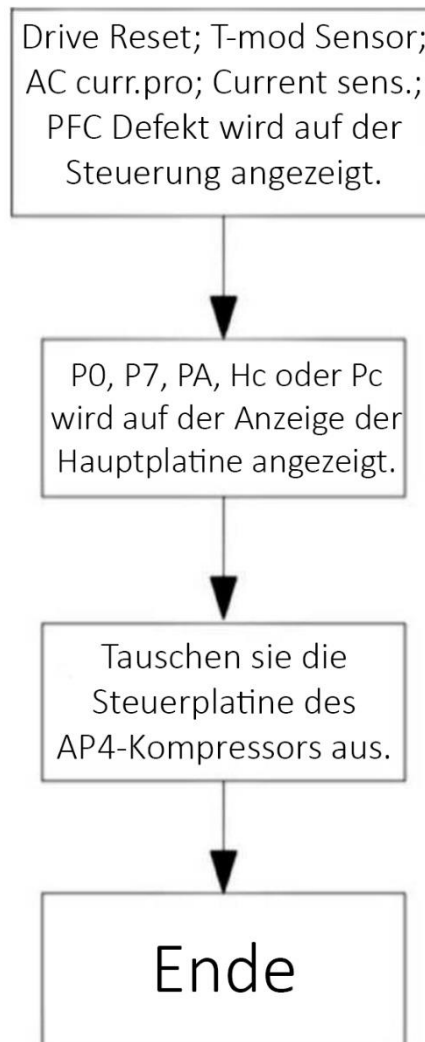 Drive Reset; T-mod Sensor;
AC curr.pro; Current sens.;
PFC Defekt wird auf der
Steuerung angezeigt.
P0, P7, PA, Hc oder Pc
wird auf der Anzeige der
Hauptplatine angezeigt.
Tauschen sie die
Steuerplatine des
AP4-Kompressors aus.
Ende